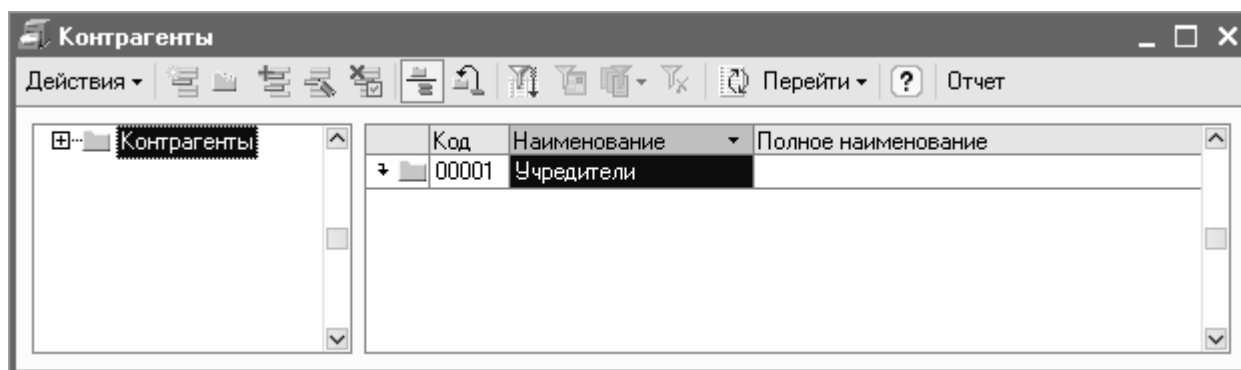 Контрагенты
Действия Перейти ? Отчет
Контрагенты
Код Наименование Полное наименование
00001 Учредители